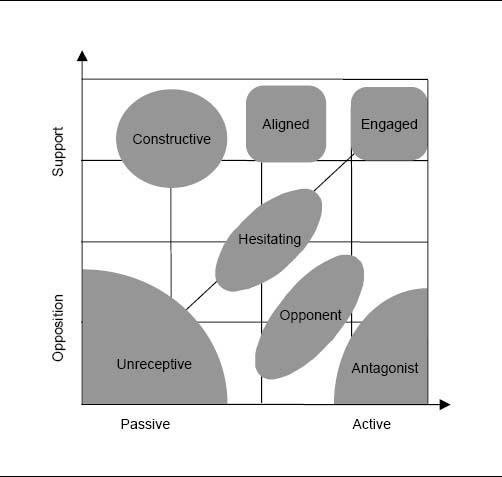 Support
Opposition
Constructive
Aligned
Engaged
Hesitating
Opponent
Unreceptive
Antagonist
Passive
Active